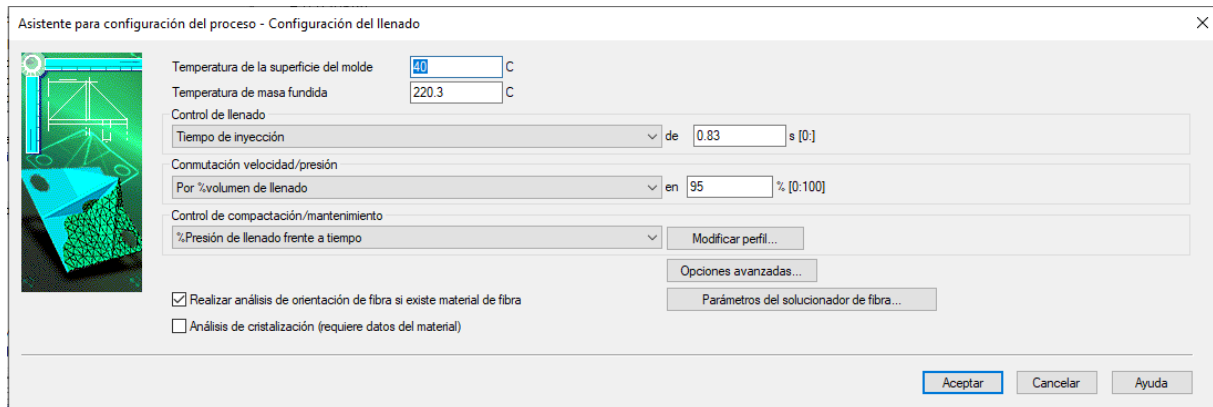 Asistente para configuración del proceso - Configuración del llenado
Temperatura de la superficie del molde 40 C
Temperatura de masa fundida 220.3 C
Control de llenado
Tiempo de inyección de 0.83 s [0:]
Conmutación velocidad/presión
Por %volumen de llenado en 95 % [0:100]
Control de compactación/mantenimiento
%Presión de llenado frente a tiempo Modificar perfil...
Opciones avanzadas...
Realizar análisis de orientación de fibra si existe material de fibra Parámetros del solucionador de fibra...
Análisis de cristalización (requiere datos del material)
Aceptar Cancelar Ayuda